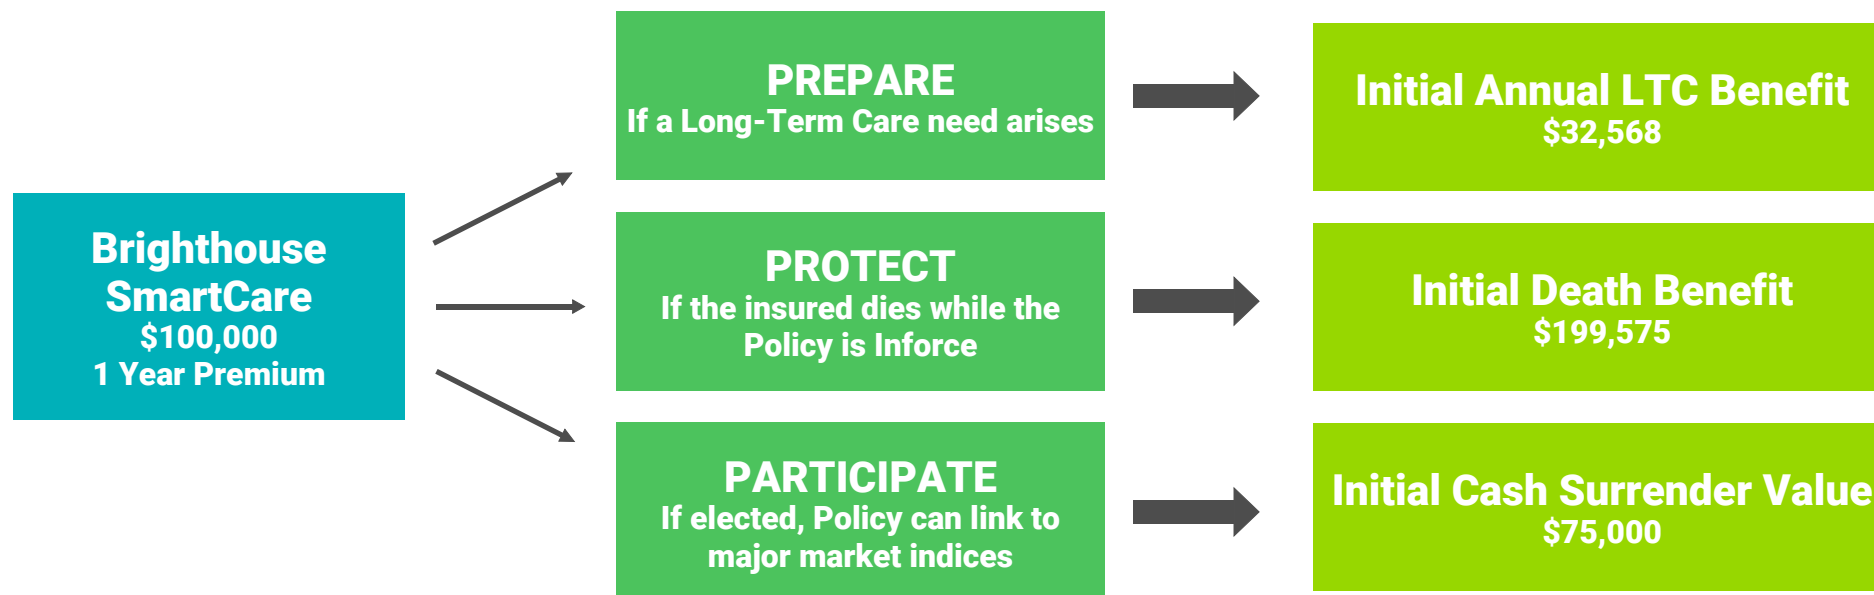 Brighthouse
SmartCare
$100,000
1 Year Premium
PREPARE
If a Long-Term Care need arises
Initial Annual LTC Benefit
$32,568
PROTECT
If the insured dies while the
Policy is Inforce
Initial Death Benefit
$199,575
PARTICIPATE
If elected, Policy can link to
major market indices
Initial Cash Surrender Value
$75,000